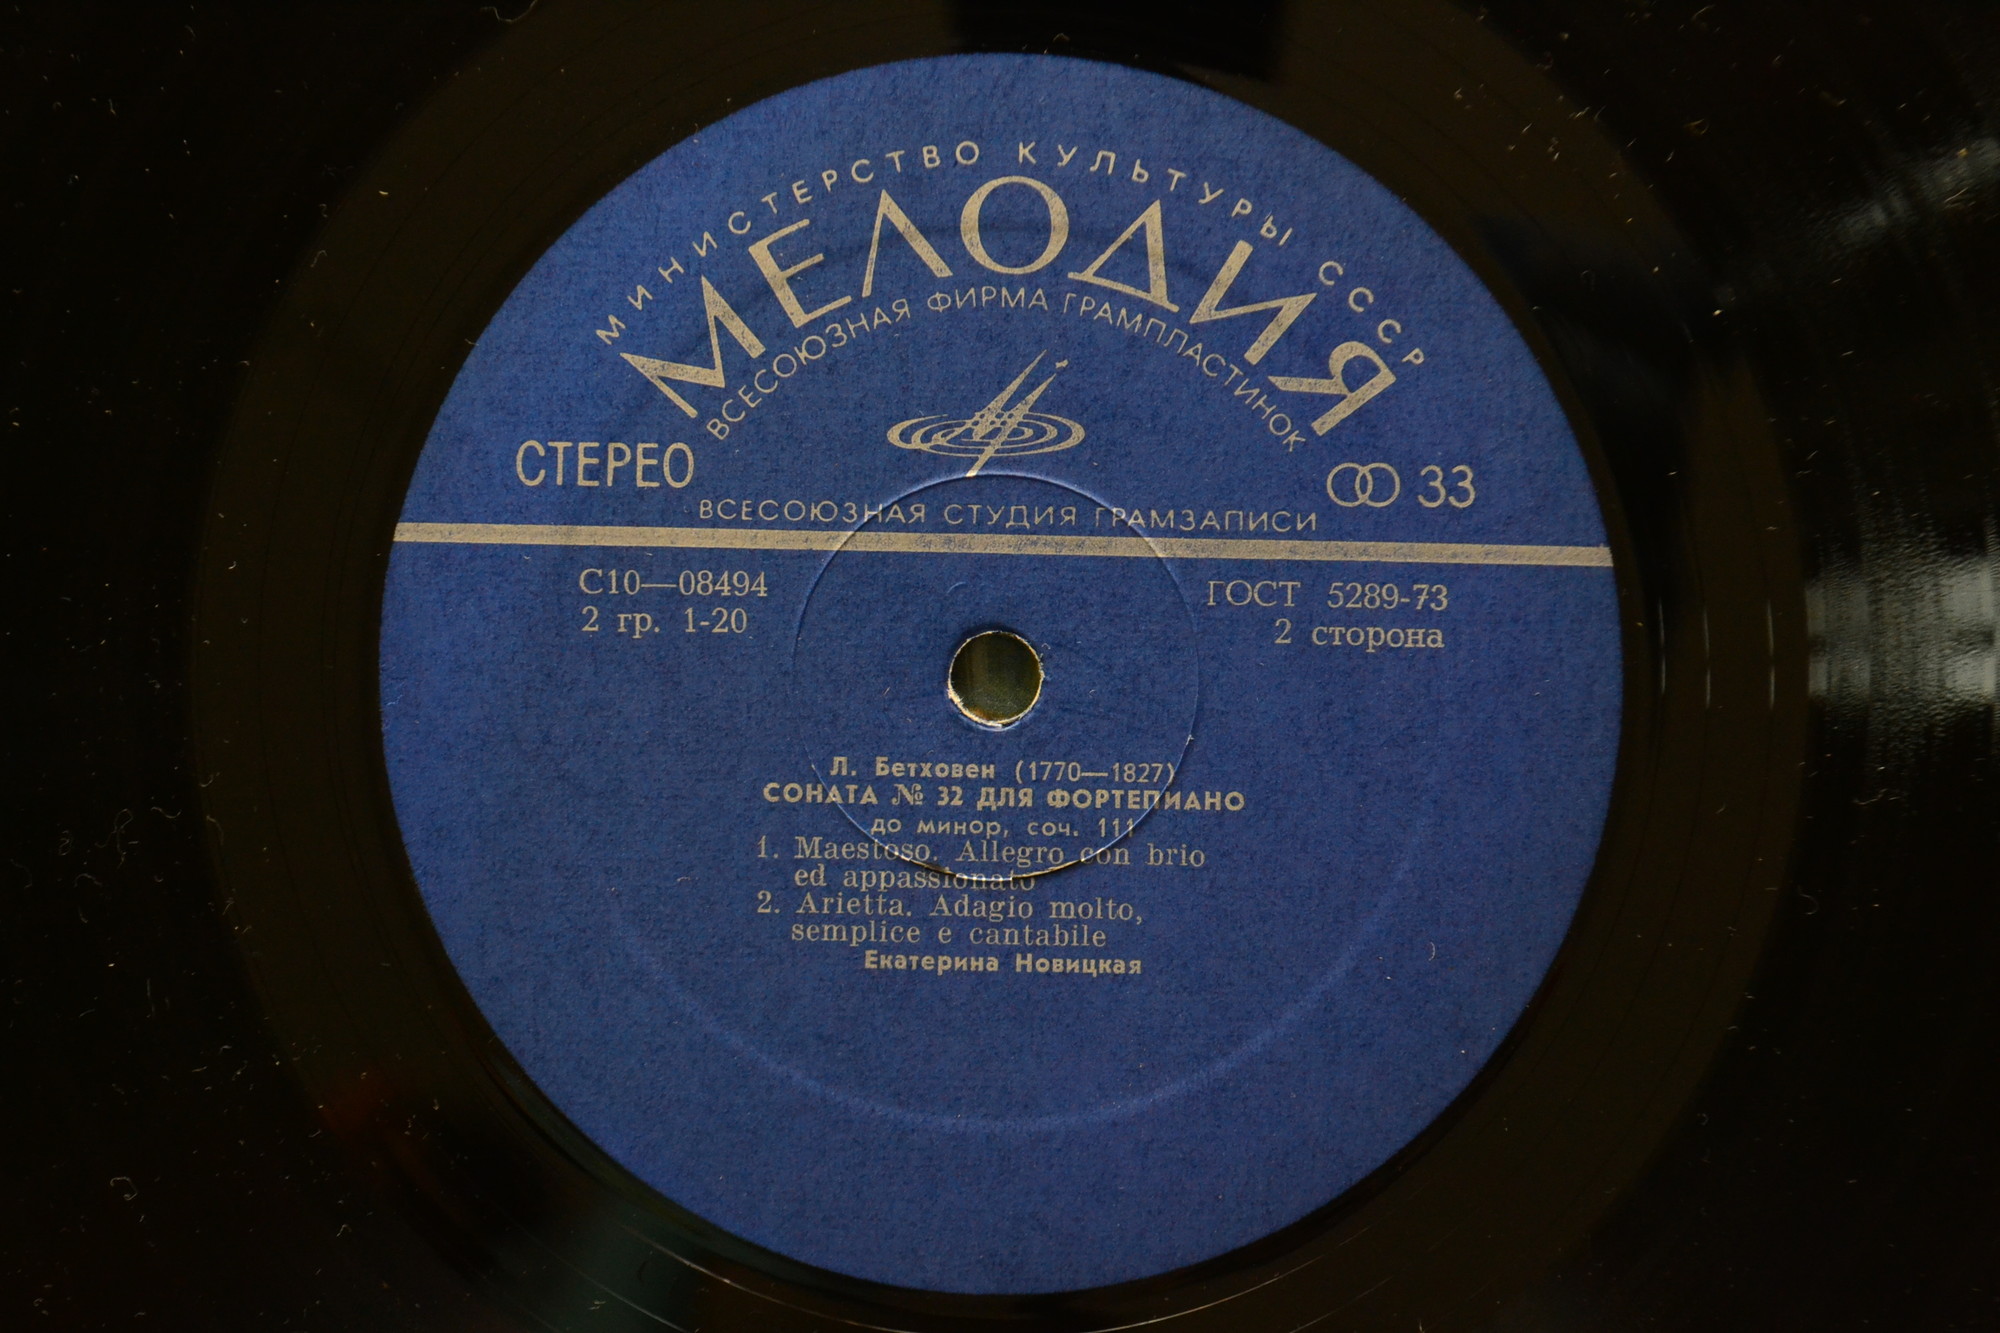 МИНИСТЕРСТВО КУЛЬТУРЫ СССР
МЕЛОДИЯ
ВСЕСОЮЗНАЯ ФИРМА ГРАМПЛАСТИНОК
СТЕРЕО
33
ВСЕСОЮЗНАЯ СТУДИЯ ГРАМЗАПИСИ
С10—08494
ГОСТ 5289-73
2 гр. 1-20
2 сторона
Л. Бетховен (1770—1827)
СОНАТА № 32 ДЛЯ ФОРТЕПИАНО
до минор, соч. 111
1. Maestoso. Allegro con brio
ed appassionato
2. Arietta. Adagio molto,
semplice e cantabile
Екатерина Новицкая